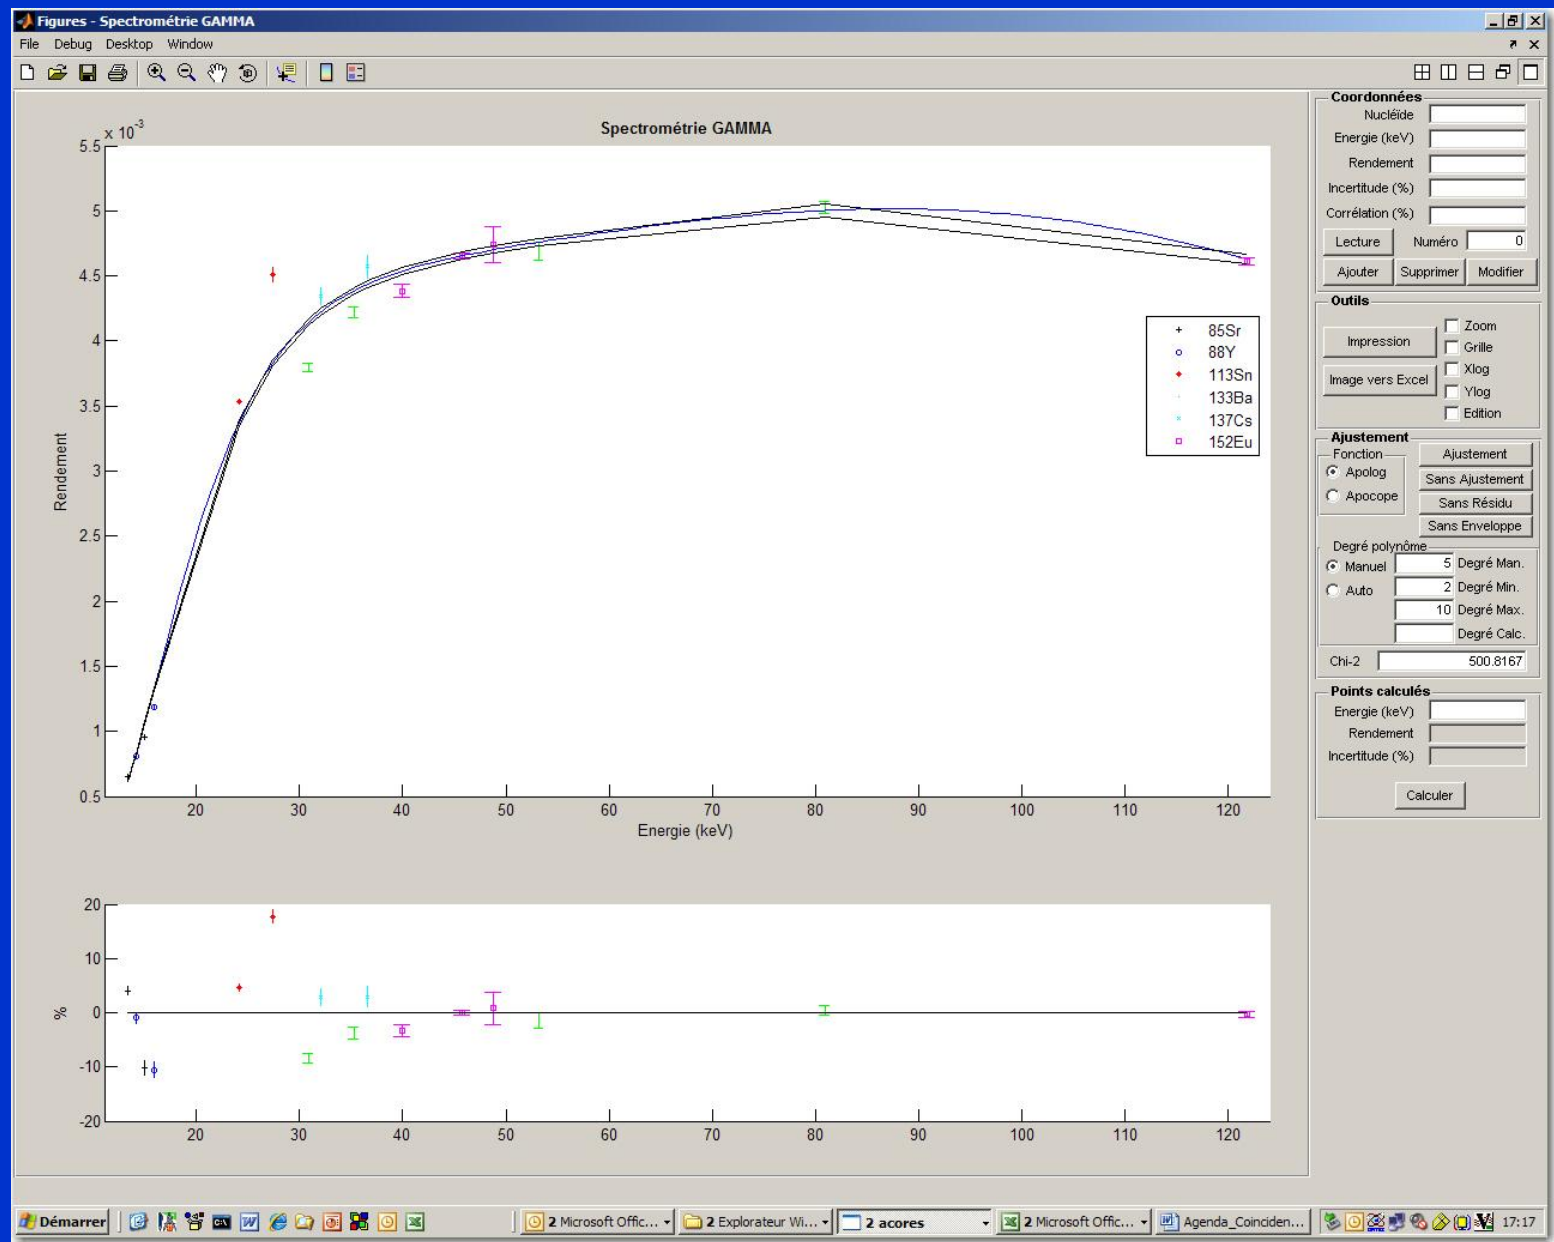 Figures - Spectrométrie GAMMA
File Debug Desktop Window
Spectrométrie GAMMA
x 10-3
5.5
5
4.5
4
3.5
3
2.5
2
1.5
1
0.5
Rendement
20 30 40 50 60 70 80 90 100 110 120
Energie (keV)
85Sr
88Y
113Sn
133Ba
137Cs
152Eu
20
10
0
-10
-20
%
20 30 40 50 60 70 80 90 100 110 120
Coordonnées
Nucléïde
Energie (keV)
Rendement
Incertitude (%)
Corrélation (%)
Lecture Numéro 0
Ajouter Supprimer Modifier
Outils
Impression
Image vers Excel
Zoom
Grille
Xlog
Ylog
Edition
Ajustement
Fonction
Apolog
Apocope
Ajustement
Sans Ajustement
Sans Résidu
Sans Enveloppe
Degré polynôme
Manuel 5 Degré Man.
Auto 2 Degré Min.
10 Degré Max.
Degré Calc.
Chi-2 500.8167
Points calculés
Energie (keV)
Rendement
Incertitude (%)
Calculer
Démarrer 2 Microsoft Offic... 2 Explorateur Wi... 2 acores 2 Microsoft Offic... Agenda_Coinciden... 17:17